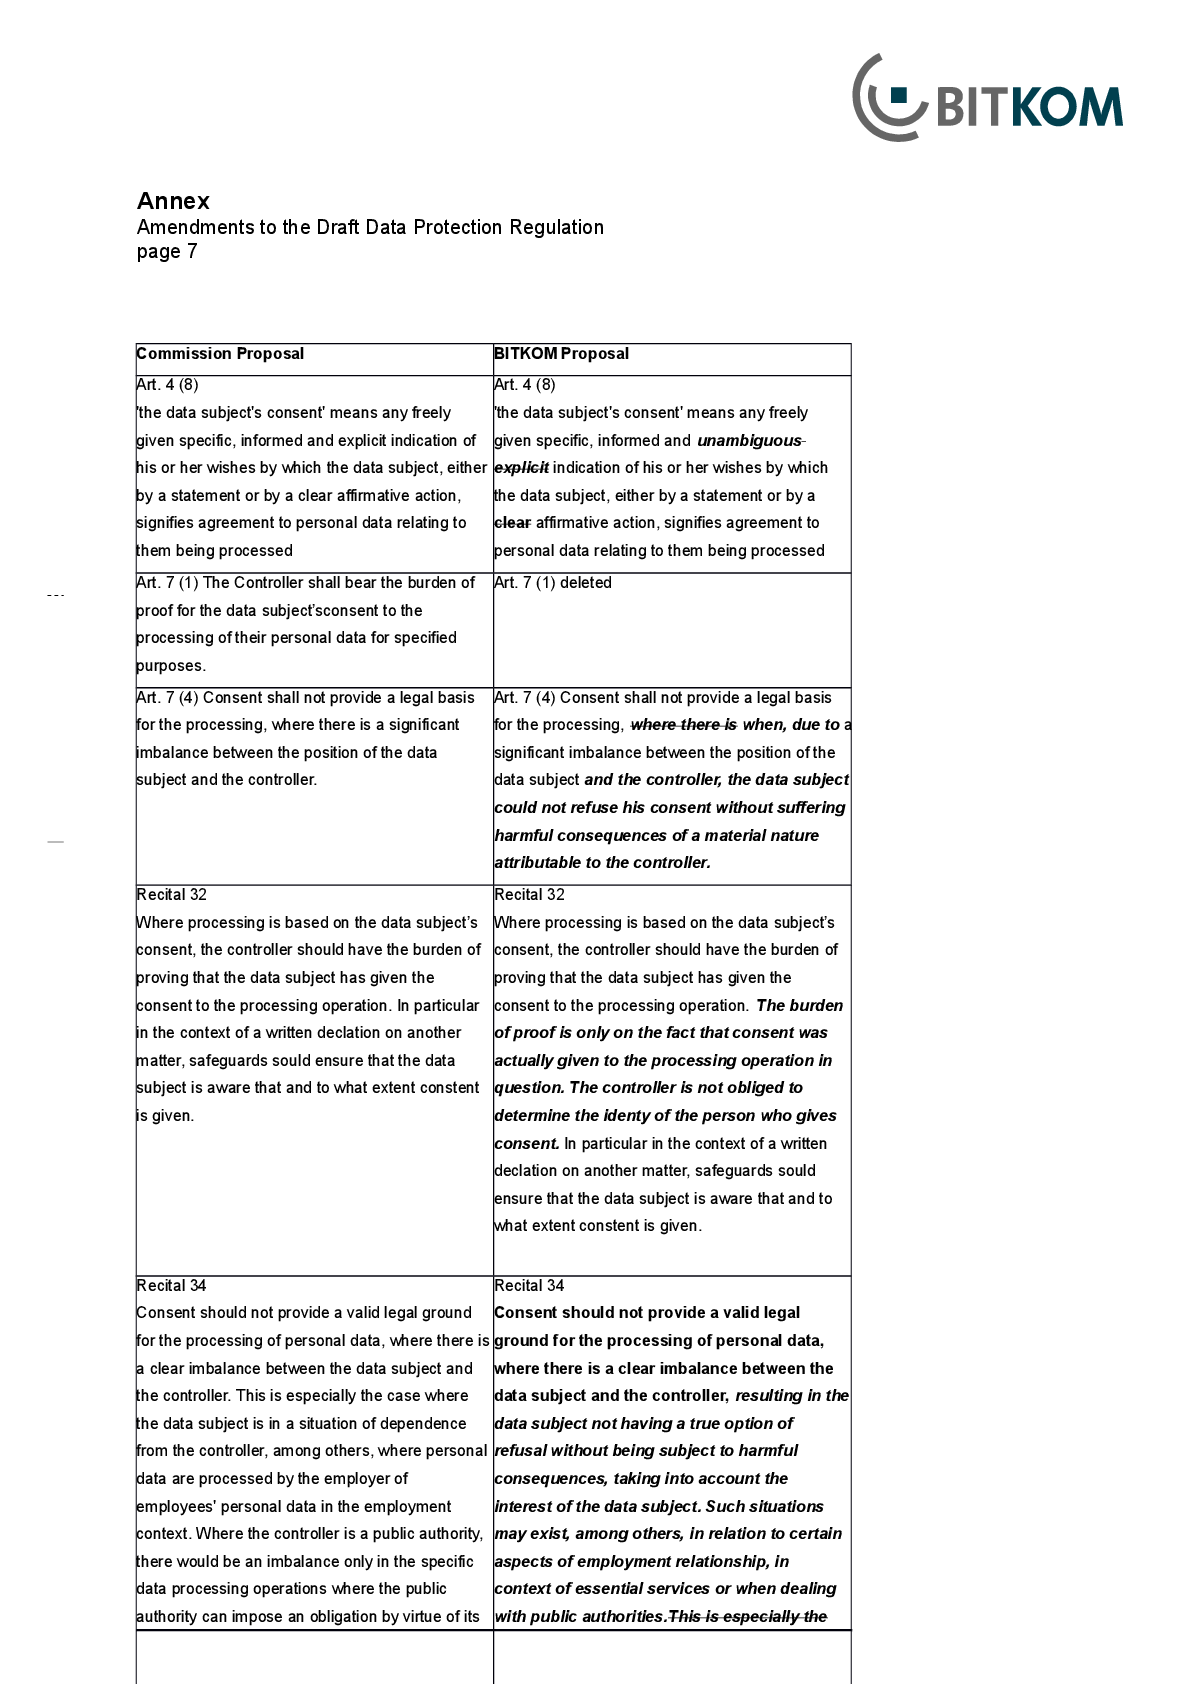 BITKOM
Annex
Amendments to the Draft Data Protection Regulation
page 7
Commission Proposal
Art. 4 (8)
'the data subject's consent' means any freely
given specific, informed and explicit indication of
his or her wishes by which the data subject, either
by a statement or by a clear affirmative action,
signifies agreement to personal data relating to
them being processed
BITKOM Proposal
Art. 4 (8)
'the data subject's consent' means any freely
given specific, informed and unambiguous
explicit indication of his or her wishes by which
the data subject, either by a statement or by a
clear affirmative action, signifies agreement to
personal data relating to them being processed
Art. 7 (1) The Controller shall bear the burden of
proof for the data subject'sconsent to the
processing of their personal data for specified
purposes.
Art. 7 (1) deleted
Art. 7 (4) Consent shall not provide a legal basis
for the processing, where there is a significant
imbalance between the position of the data
subject and the controller.
Art. 7 (4) Consent shall not provide a legal basis
for the processing, where there is when, due to a
significant imbalance between the position of the
data subject and the controller, the data subject
could not refuse his consent without suffering
harmful consequences of a material nature
attributable to the controller.
Recital 32
Where processing is based on the data subject's
consent, the controller should have the burden of
proving that the data subject has given the
consent to the processing operation. In particular
in the context of a written declation on another
matter, safeguards sould ensure that the data
subject is aware that and to what extent constent
is given.
Recital 32
Where processing is based on the data subject's
consent, the controller should have the burden of
proving that the data subject has given the
consent to the processing operation. The burden
of proof is only on the fact that consent was
actually given to the processing operation in
question. The controller is not obliged to
determine the identy of the person who gives
consent. In particular in the context of a written
declation on another matter, safeguards sould
ensure that the data subject is aware that and to
what extent constent is given.
Recital 34
Consent should not provide a valid legal ground
for the processing of personal data, where there is
a clear imbalance between the data subject and
the controller. This is especially the case where
the data subject is in a situation of dependence
from the controller, among others, where personal
data are processed by the employer of
employees' personal data in the employment
context. Where the controller is a public authority,
there would be an imbalance only in the specific
data processing operations where the public
authority can impose an obligation by virtue of its
Recital 34
Consent should not provide a valid legal
ground for the processing of personal data,
where there is a clear imbalance between the
data subject and the controller, resulting in the
data subject not having a true option of
refusal without being subject to harmful
consequences, taking into account the
interest of the data subject. Such situations
may exist, among others, in relation to certain
aspects of employment relationship, in
context of essential services or when dealing
with public authorities.This is especially the